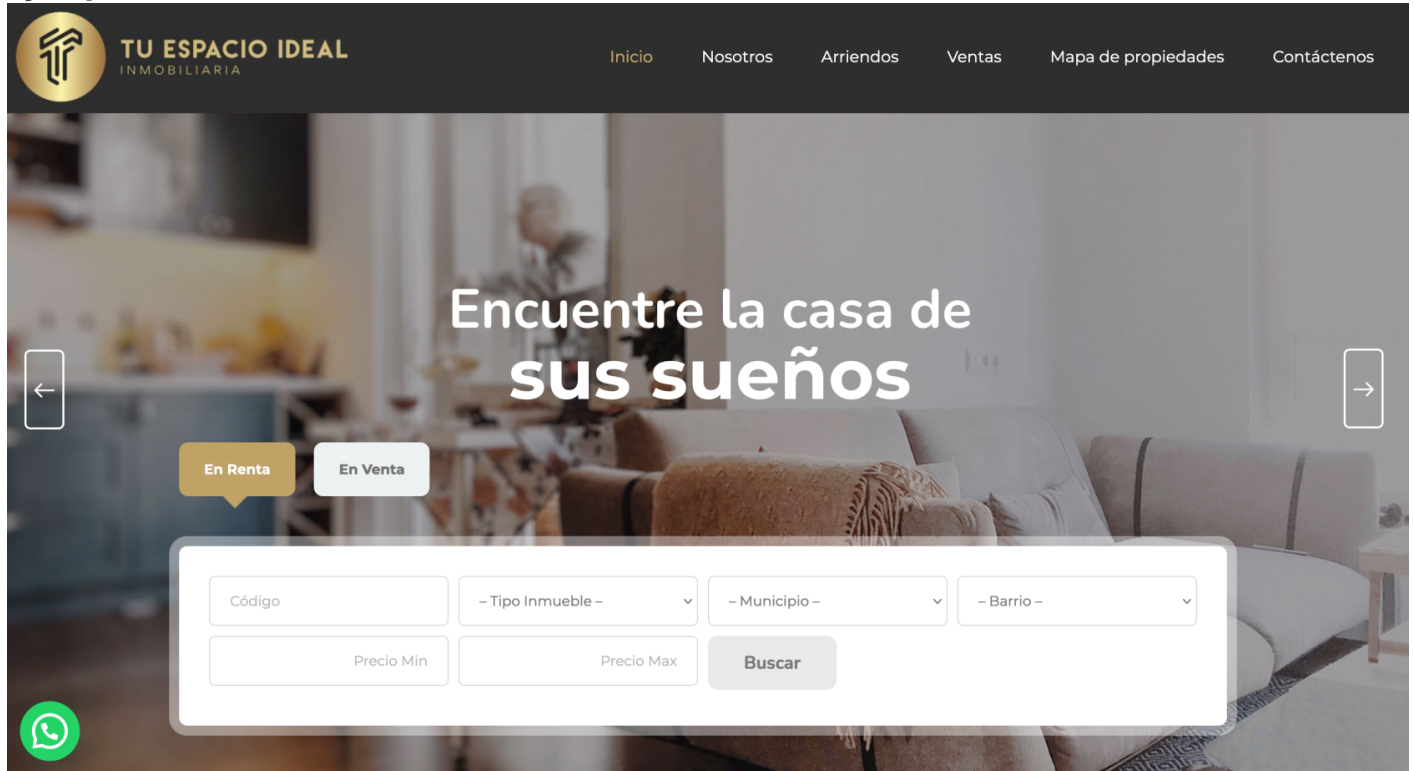 TU ESPACIO IDEAL
INMOBILIARIA
Inicio Nosotros Arriendos Ventas Mapa de propiedades Contáctenos
Encuentre la casa de
sus sueños
En Renta En Venta
Código – Tipo Inmueble – – Municipio – – Barrio –
Precio Min Precio Max Buscar